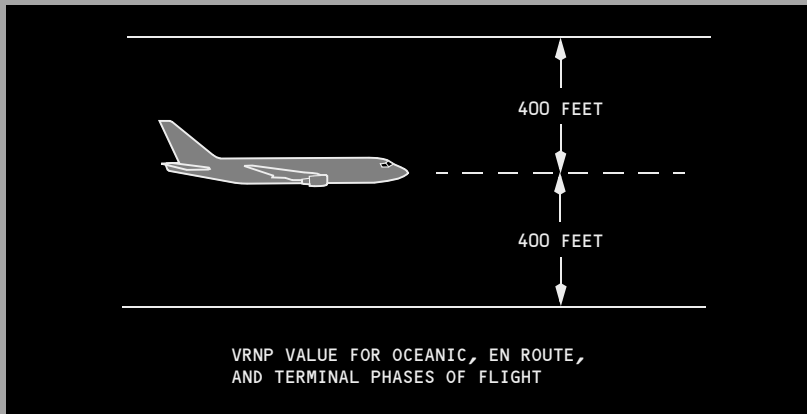 400 FEET
400 FEET
VRNP VALUE FOR OCEANIC, EN ROUTE,
AND TERMINAL PHASES OF FLIGHT